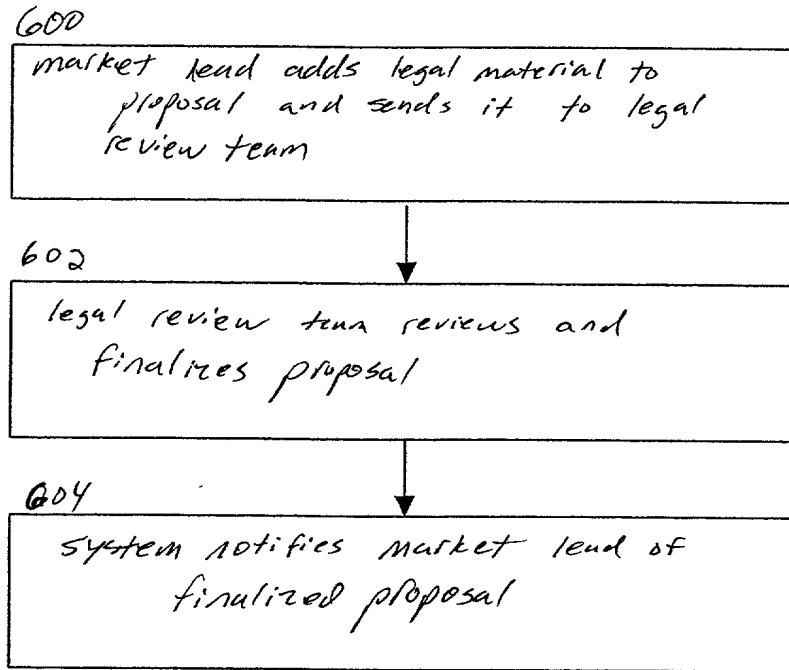 600
market lead adds legal material to
proposal and sends it to legal
review team
602
legal review team reviews and
finalizes proposal
604
system notifies market lead of
finalized proposal